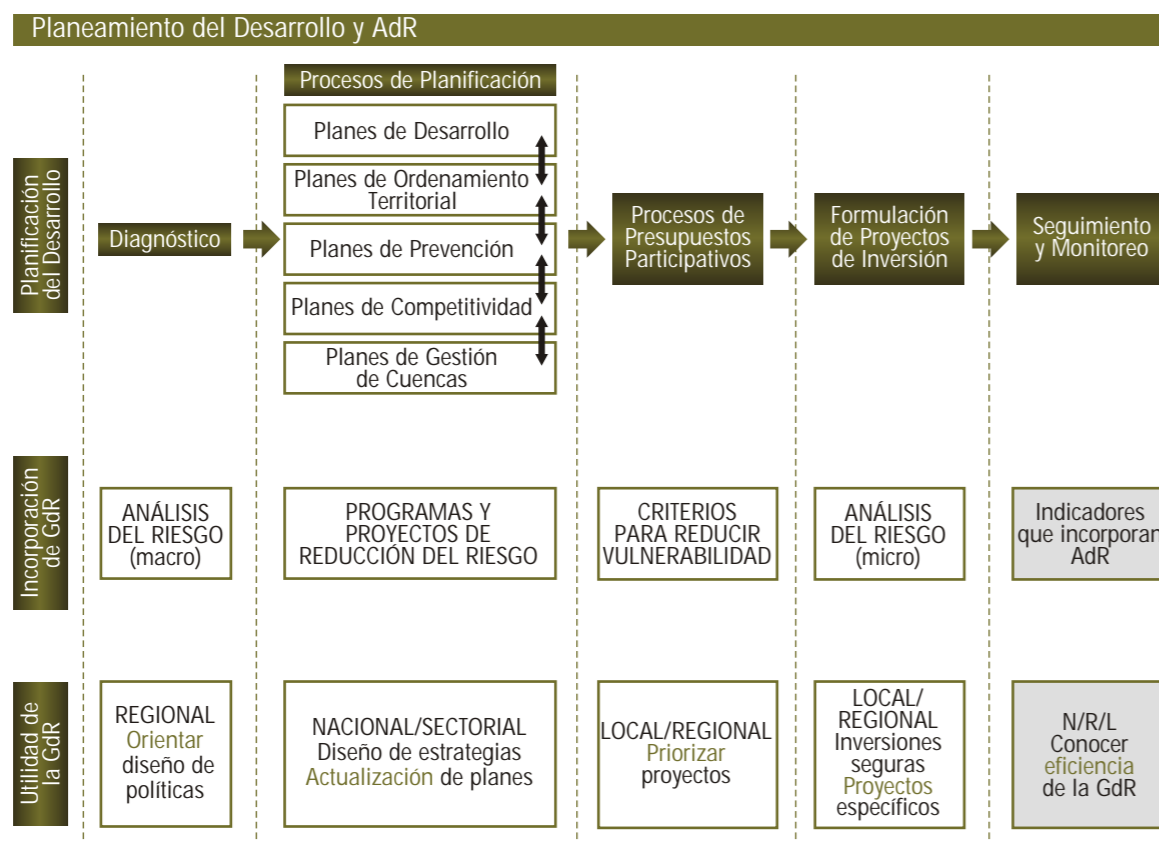 Planeamiento del Desarrollo y AdR
Planificación
del Desarrollo
Diagnóstico
Procesos de Planificación
Planes de Desarrollo
Planes de Ordenamiento
Territorial
Planes de Prevención
Planes de Competitividad
Planes de Gestión
de Cuencas
Procesos de
Presupuestos
Participativos
Formulación
de Proyectos
de Inversión
Seguimiento
y Monitoreo
Incorporación
de GdR
ANÁLISIS
DEL RIESGO
(macro)
PROGRAMAS Y
PROYECTOS DE
REDUCCIÓN DEL RIESGO
CRITERIOS
PARA REDUCIR
VULNERABILIDAD
ANÁLISIS
DEL RIESGO
(micro)
Indicadores
que incorporan
AdR
Utilidad de
la GdR
REGIONAL
Orientar
diseño de
políticas
NACIONAL/SECTORIAL
Diseño de estrategias
Actualización de planes
LOCAL/REGIONAL
Priorizar
proyectos
LOCAL/
REGIONAL
Inversiones
seguras
Proyectos
específicos
N/R/L
Conocer
eficiencia
de la GdR